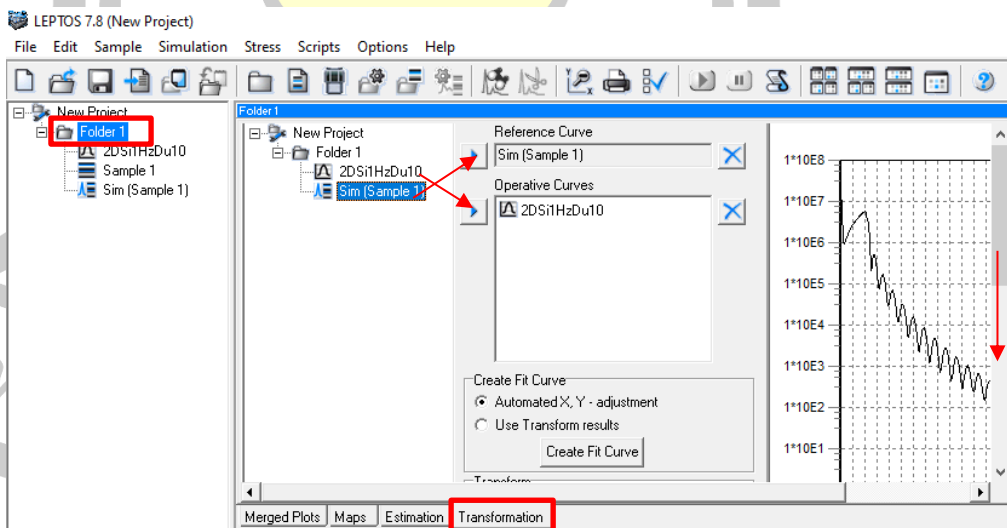 LEPTOS 7.8 (New Project)
File Edit Sample Simulation Stress Scripts Options Help
New Project
Folder 1
2DSi1HzDu10
Sample 1
Sim (Sample 1)
Folder 1
New Project
Folder 1
2DSi1HzDu10
Sim (Sample 1)
Reference Curve
Sim (Sample 1)
Operative Curves
2DSi1HzDu10
Create Fit Curve
Automated X, Y - adjustment
Use Transform results
Create Fit Curve
Transform
1*10E8
1*10E7
1*10E6
1*10E5
1*10E4
1*10E3
1*10E2
1*10E1
Merged Plots Maps Estimation Transformation